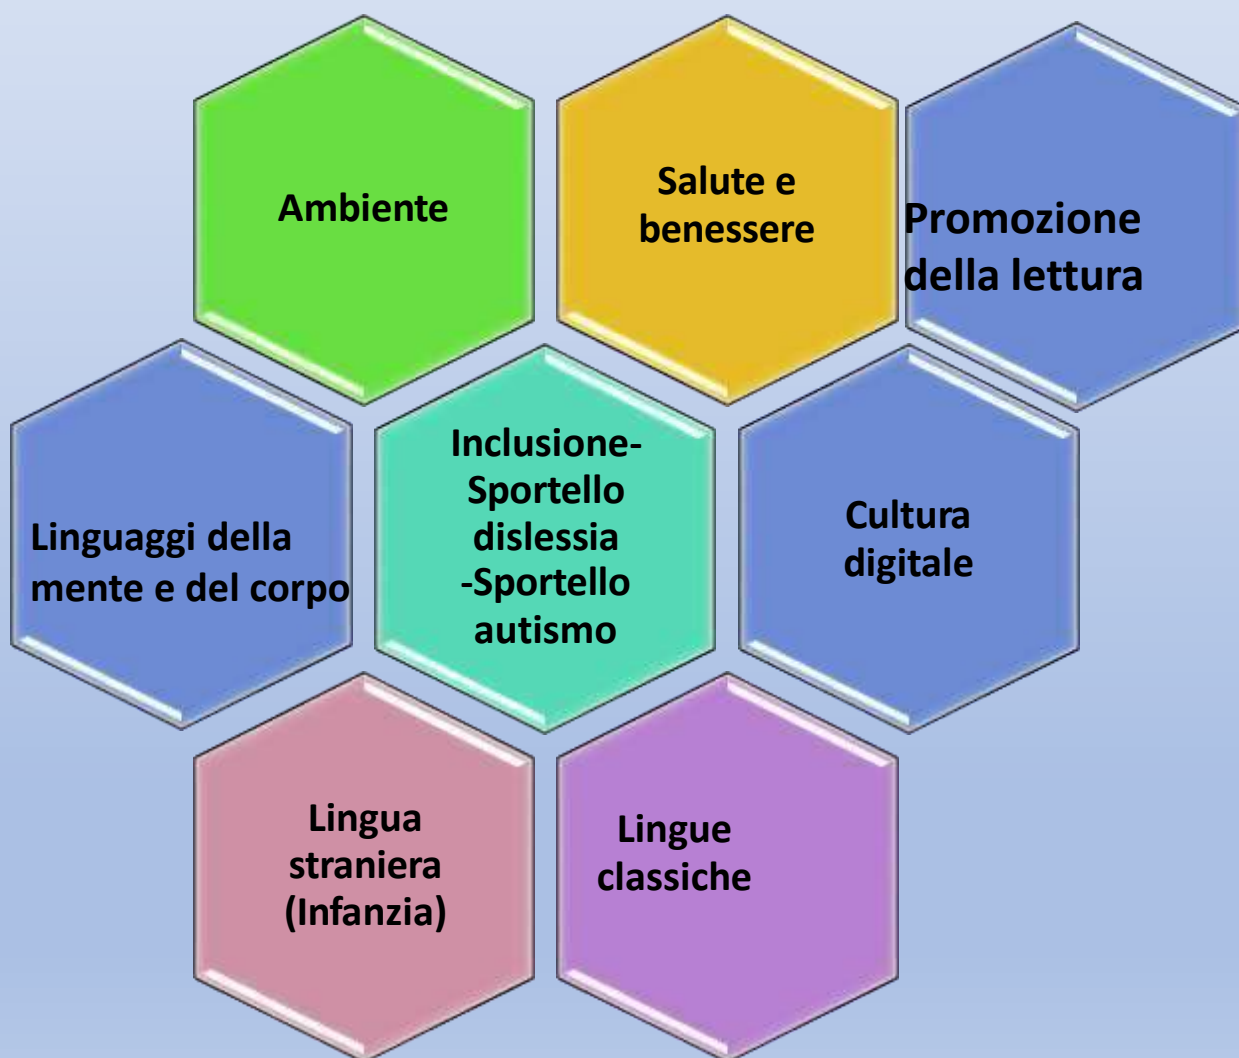 Ambiente
Salute e
benessere
Promozione
della lettura
Linguaggi della
mente e del corpo
Inclusione-
Sportello
dislessia
-Sportello
autismo
Cultura
digitale
Lingua
straniera
(Infanzia)
Lingue
classiche